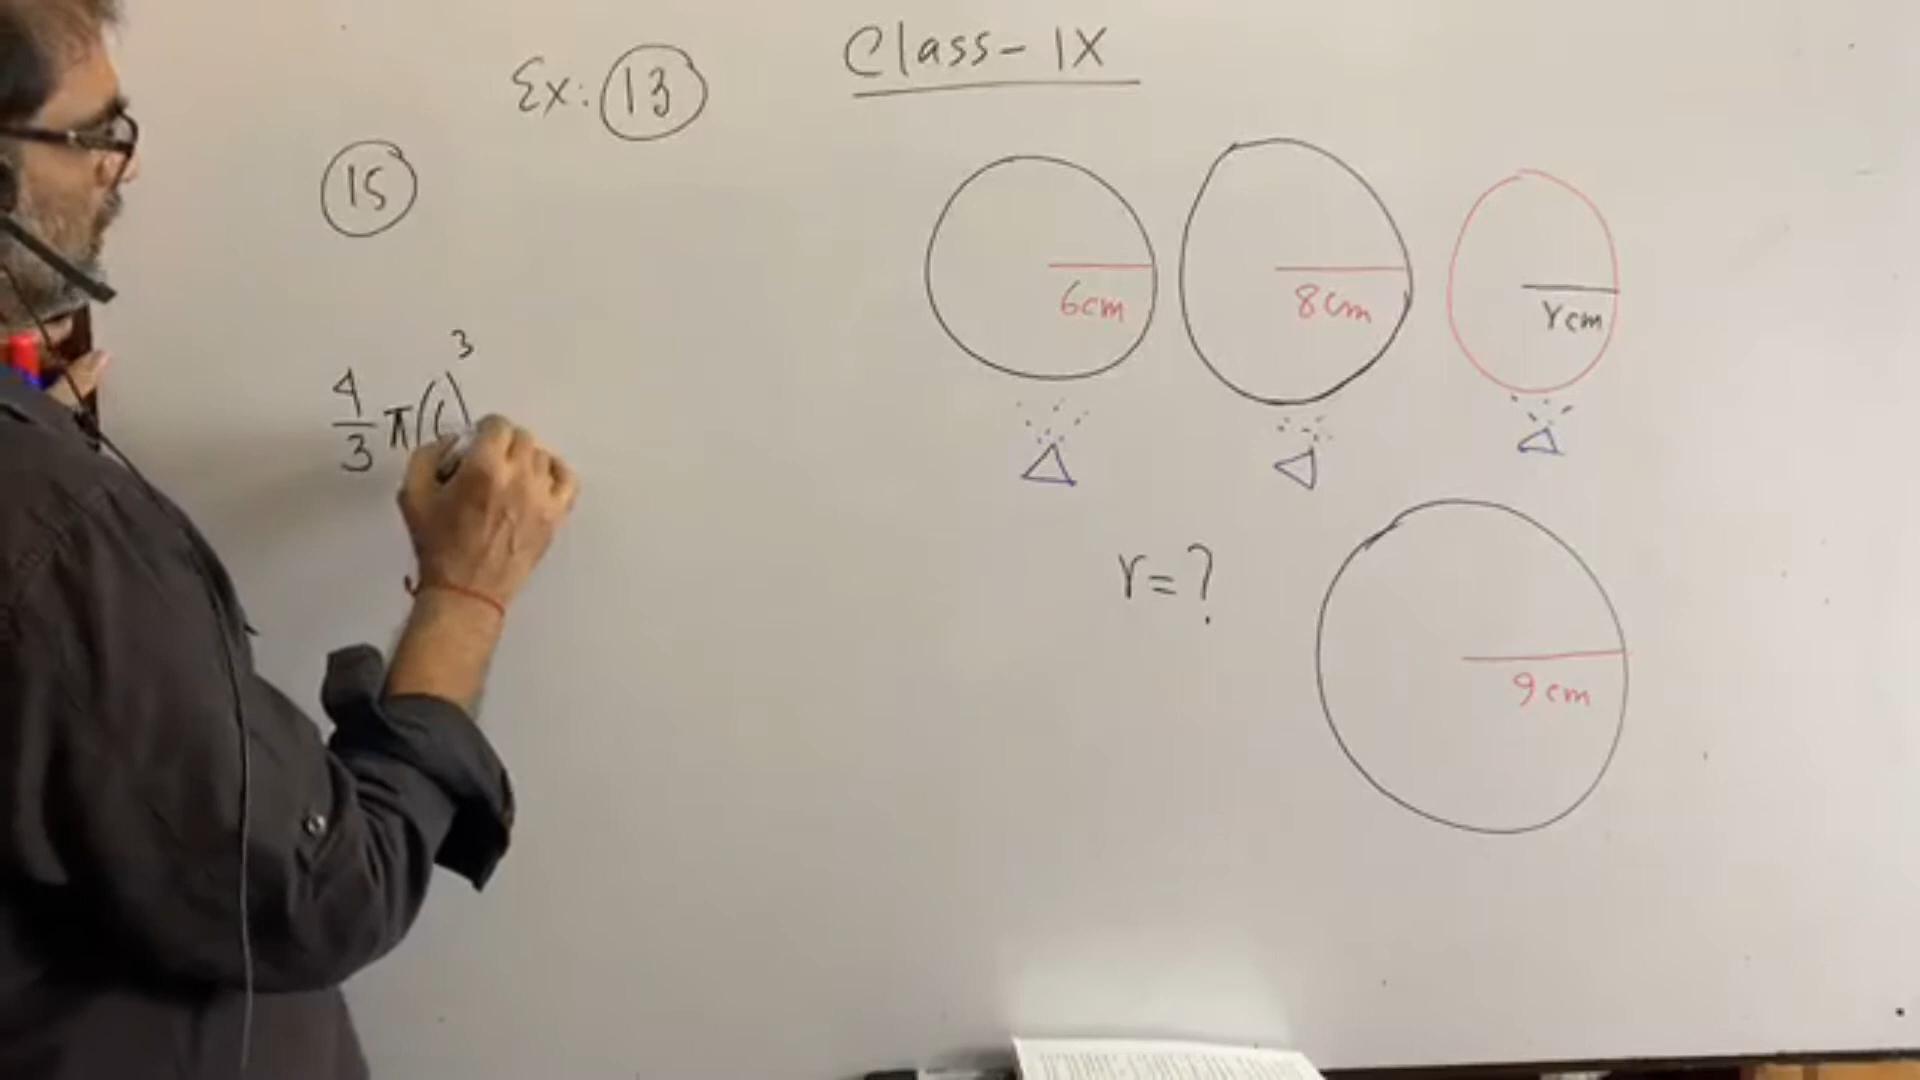 Class-IX
Ex: 13
15
6cm
8cm
rcm
4/3 π( )³
r=?
9cm